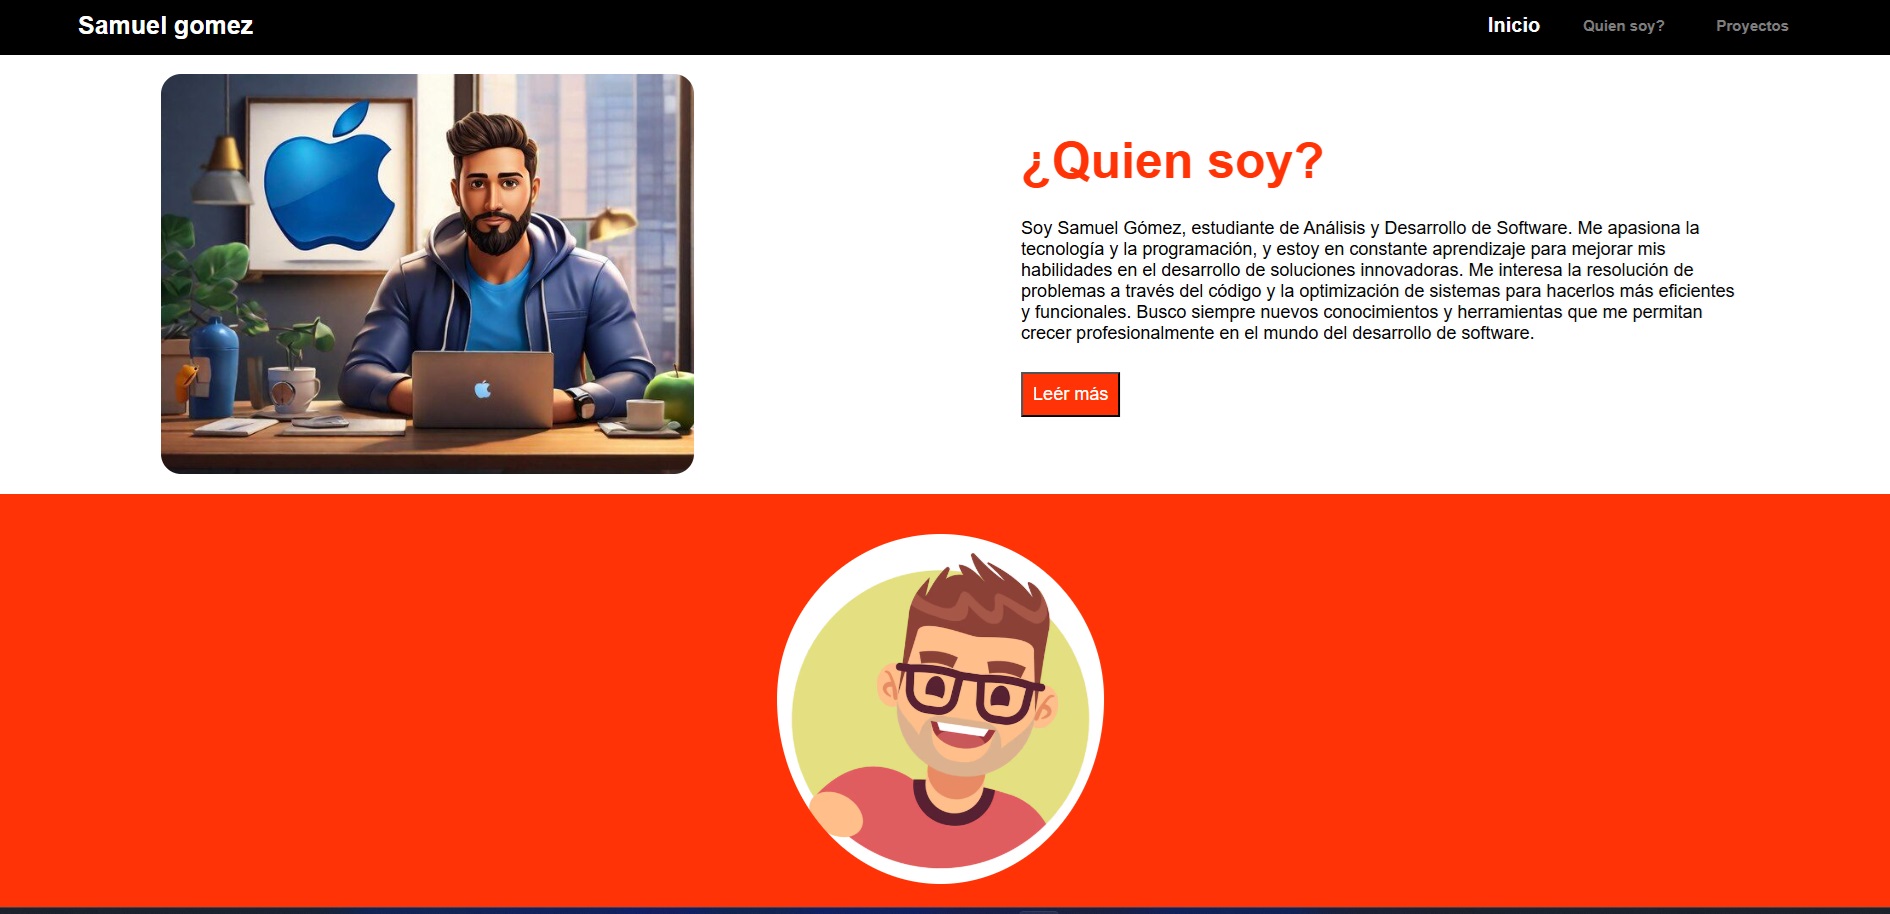 Samuel gomez
Inicio
Quien soy?
Proyectos
¿Quien soy?
Soy Samuel Gómez, estudiante de Análisis y Desarrollo de Software. Me apasiona la
tecnología y la programación, y estoy en constante aprendizaje para mejorar mis
habilidades en el desarrollo de soluciones innovadoras. Me interesa la resolución de
problemas a través del código y la optimización de sistemas para hacerlos más eficientes
y funcionales. Busco siempre nuevos conocimientos y herramientas que me permitan
crecer profesionalmente en el mundo del desarrollo de software.
Leér más